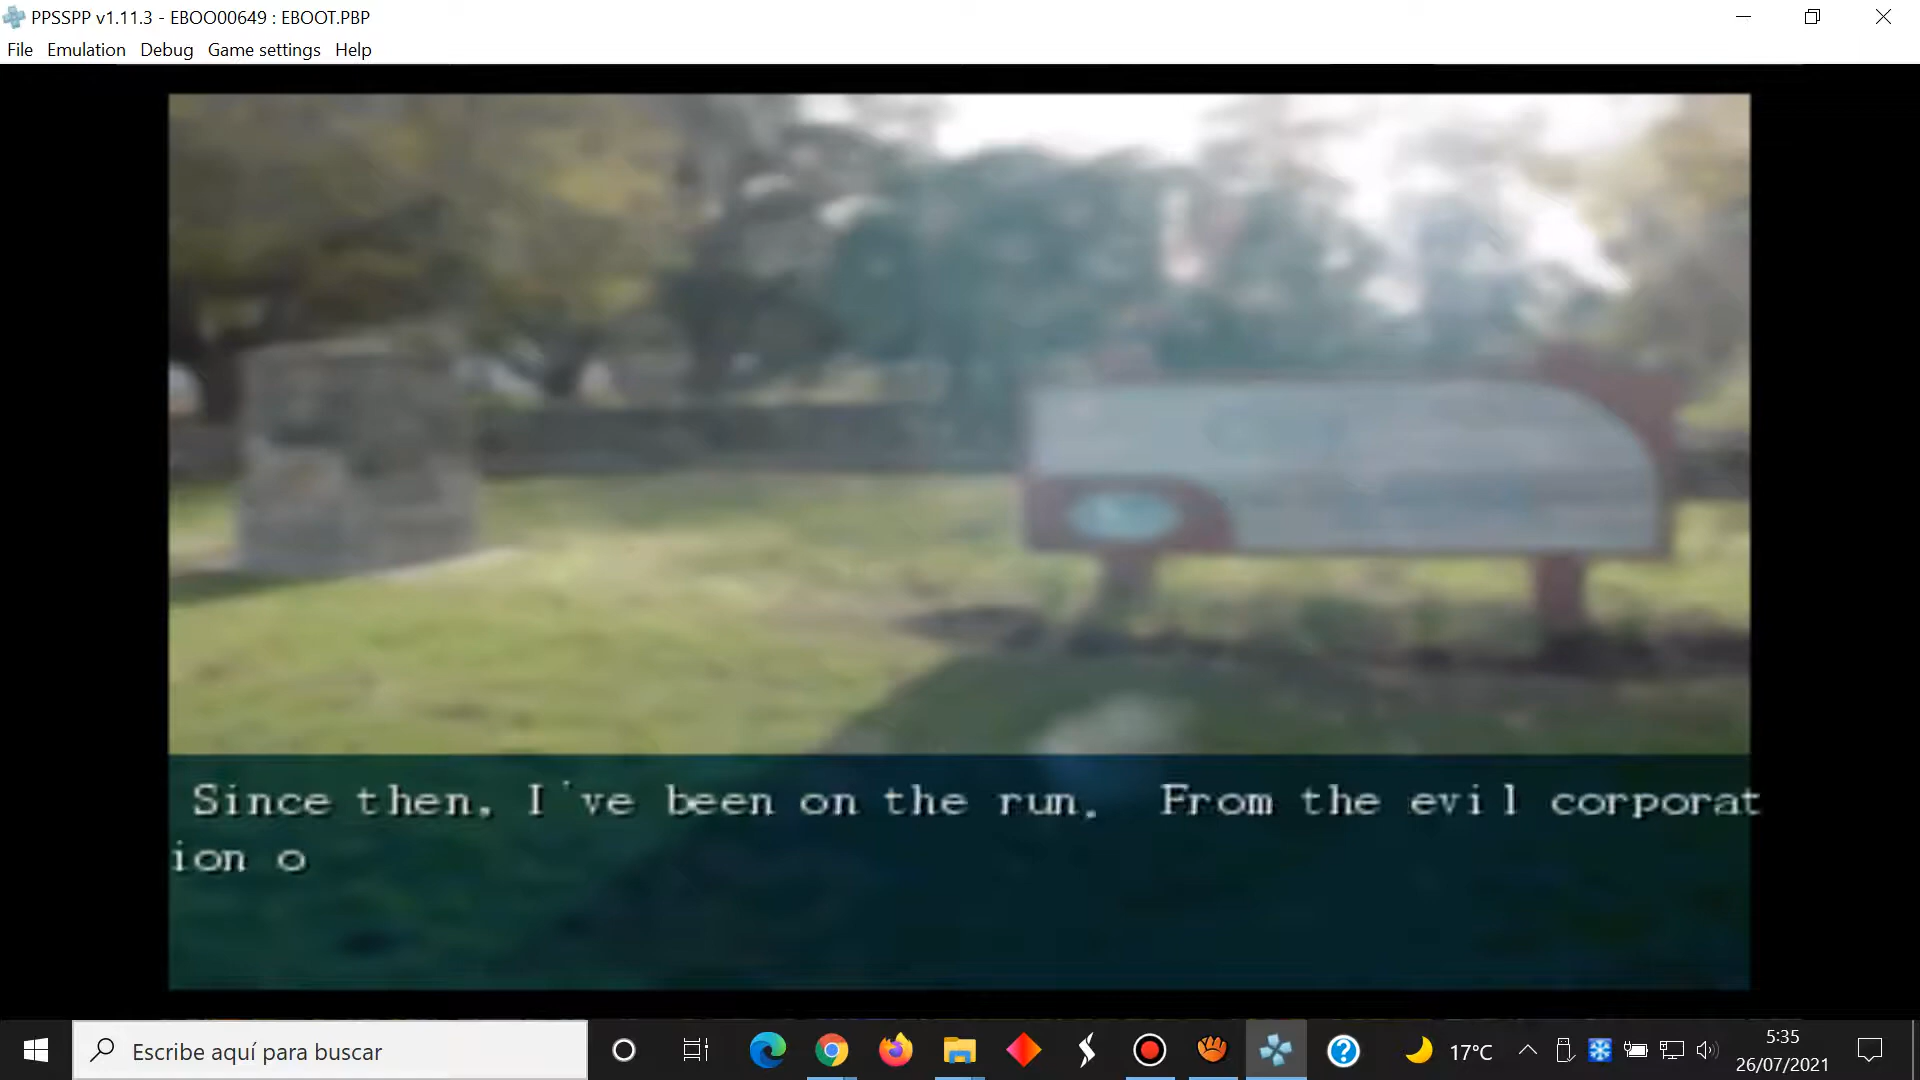 PPSSPP v1.11.3 - EBOO00649 : EBOOT.PBP
File Emulation Debug Game settings Help
Since then, I've been on the run. From the evil corporat
ion o
Escribe aquí para buscar
17°C
5:35
26/07/2021